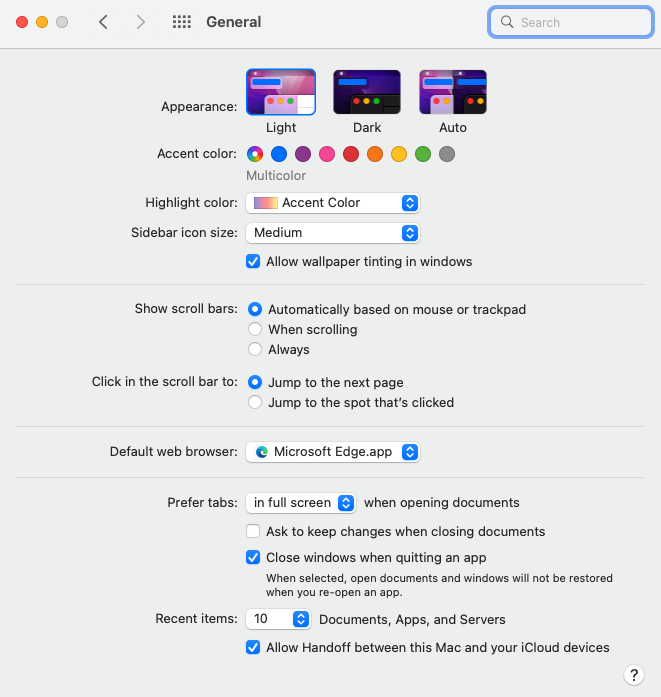 General
Search
Appearance:
Light
Dark
Auto
Accent color:
Multicolor
Highlight color:
Accent Color
Sidebar icon size:
Medium
Allow wallpaper tinting in windows
Show scroll bars:
Automatically based on mouse or trackpad
When scrolling
Always
Click in the scroll bar to:
Jump to the next page
Jump to the spot that's clicked
Default web browser:
Microsoft Edge.app
Prefer tabs:
in full screen
when opening documents
Ask to keep changes when closing documents
Close windows when quitting an app
When selected, open documents and windows will not be restored
when you re-open an app.
Recent items:
10
Documents, Apps, and Servers
Allow Handoff between this Mac and your iCloud devices
?